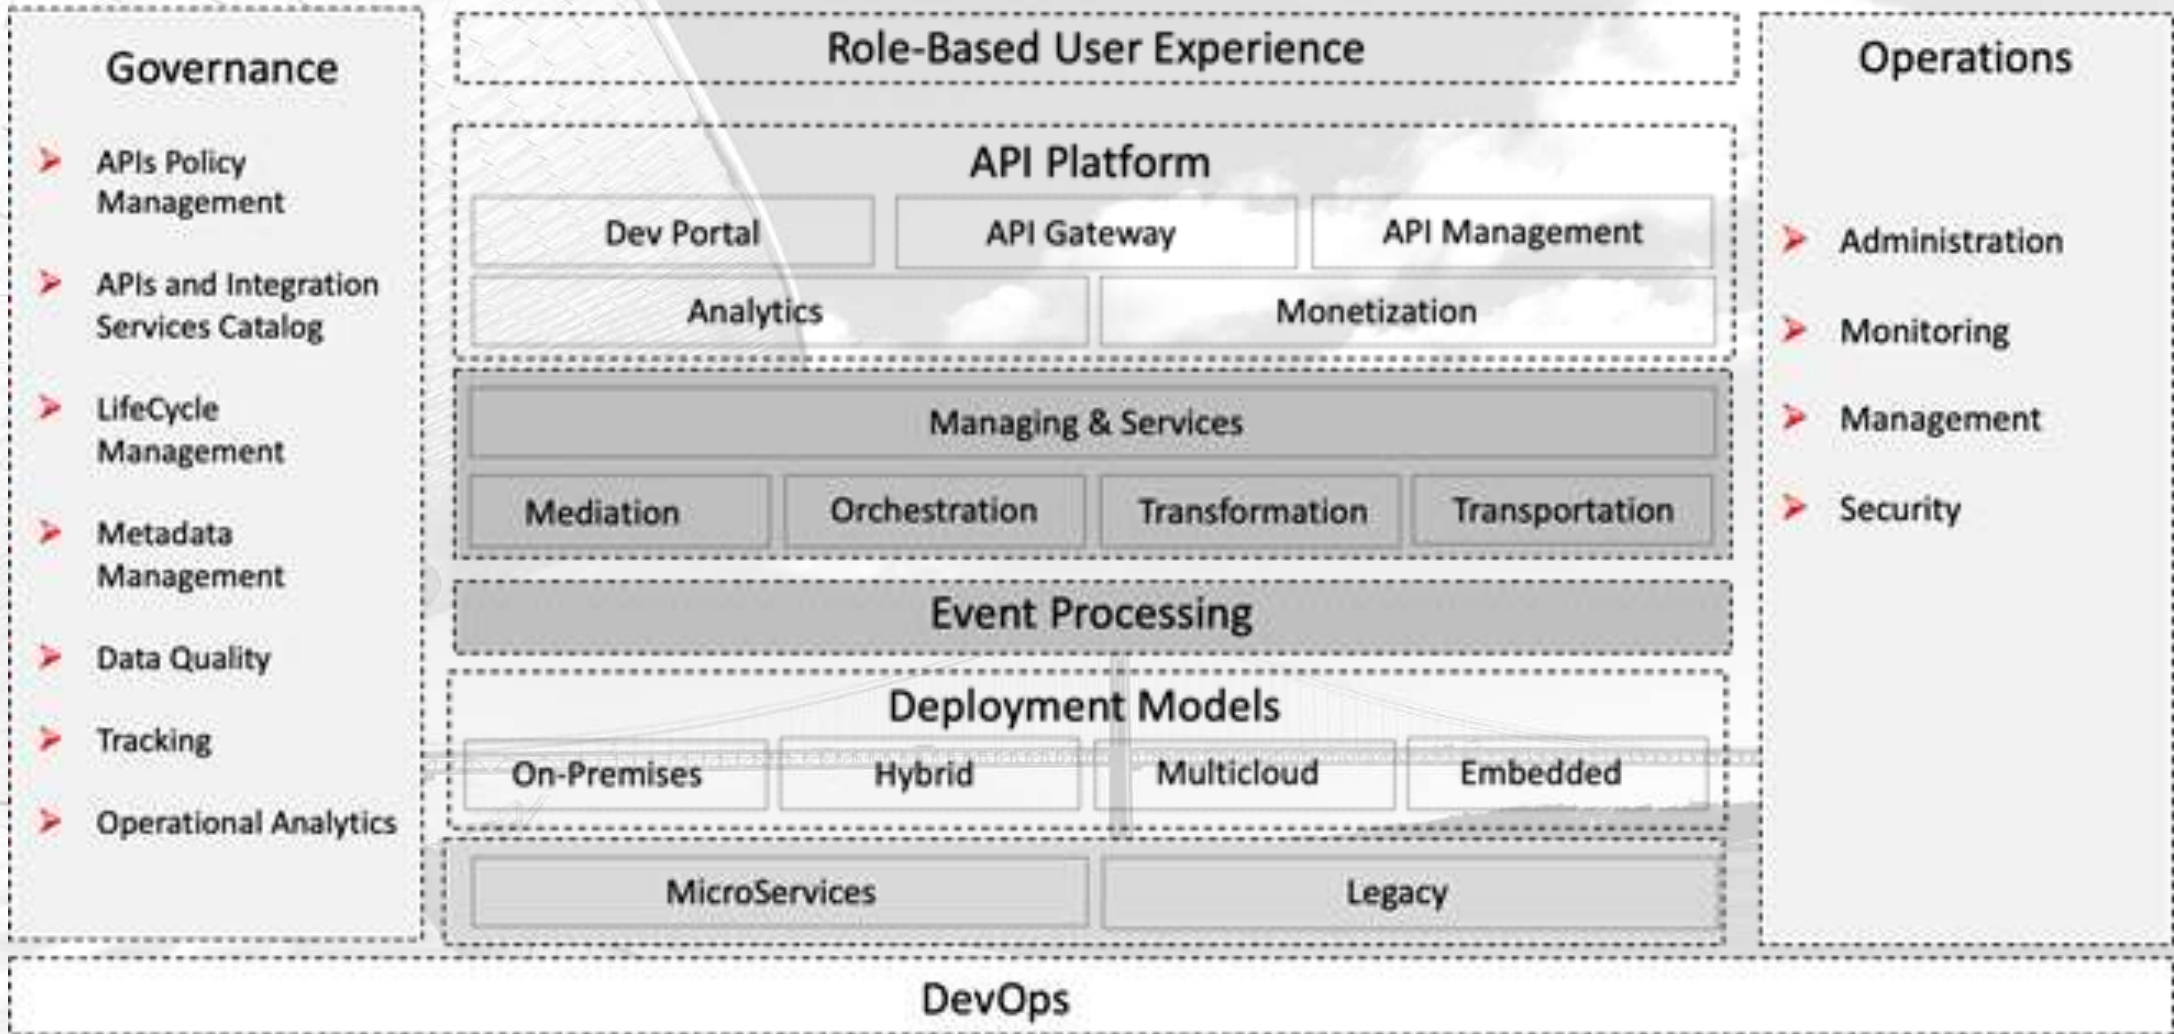 Governance
APIs Policy
Management
APIs and Integration
Services Catalog
LifeCycle
Management
Metadata
Management
Data Quality
Tracking
Operational Analytics
Role-Based User Experience
API Platform
Dev Portal
API Gateway
API Management
Analytics
Monetization
Managing & Services
Mediation
Orchestration
Transformation
Transportation
Event Processing
Deployment Models
On-Premises
Hybrid
Multicloud
Embedded
MicroServices
Legacy
Operations
Administration
Monitoring
Management
Security
DevOps